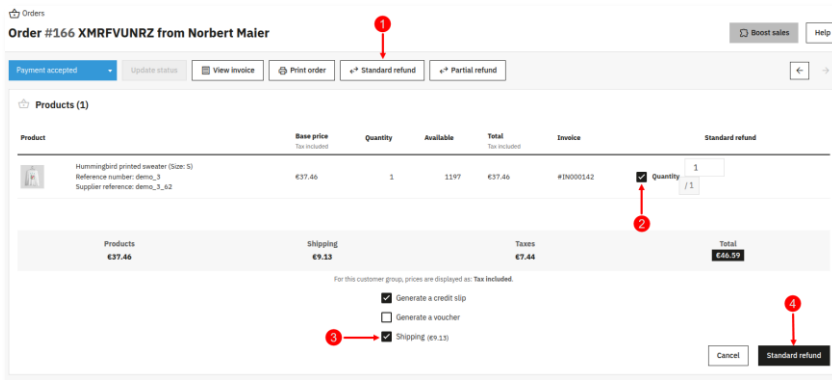 Orders
Order #166 XMRFVUNRZ from Norbert Maier
1
Boost sales
Help
Payment accepted
Update status
View invoice
Print order
Standard refund
Partial refund
Products (1)
Product
Base price
Tax included
Quantity
Available
Total
Tax included
Invoice
Standard refund
Hummingbird printed sweater (Size: S)
Reference number: demo_3
Supplier reference: demo_3_62
€37.46
1
1197
€37.46
#IN000142
Quantity
1
/ 1
2
Products
€37.46
Shipping
€9.13
Taxes
€7.44
Total
€46.59
For this customer group, prices are displayed as: Tax included.
Generate a credit slip
Generate a voucher
3
Shipping (€9.13)
4
Cancel
Standard refund